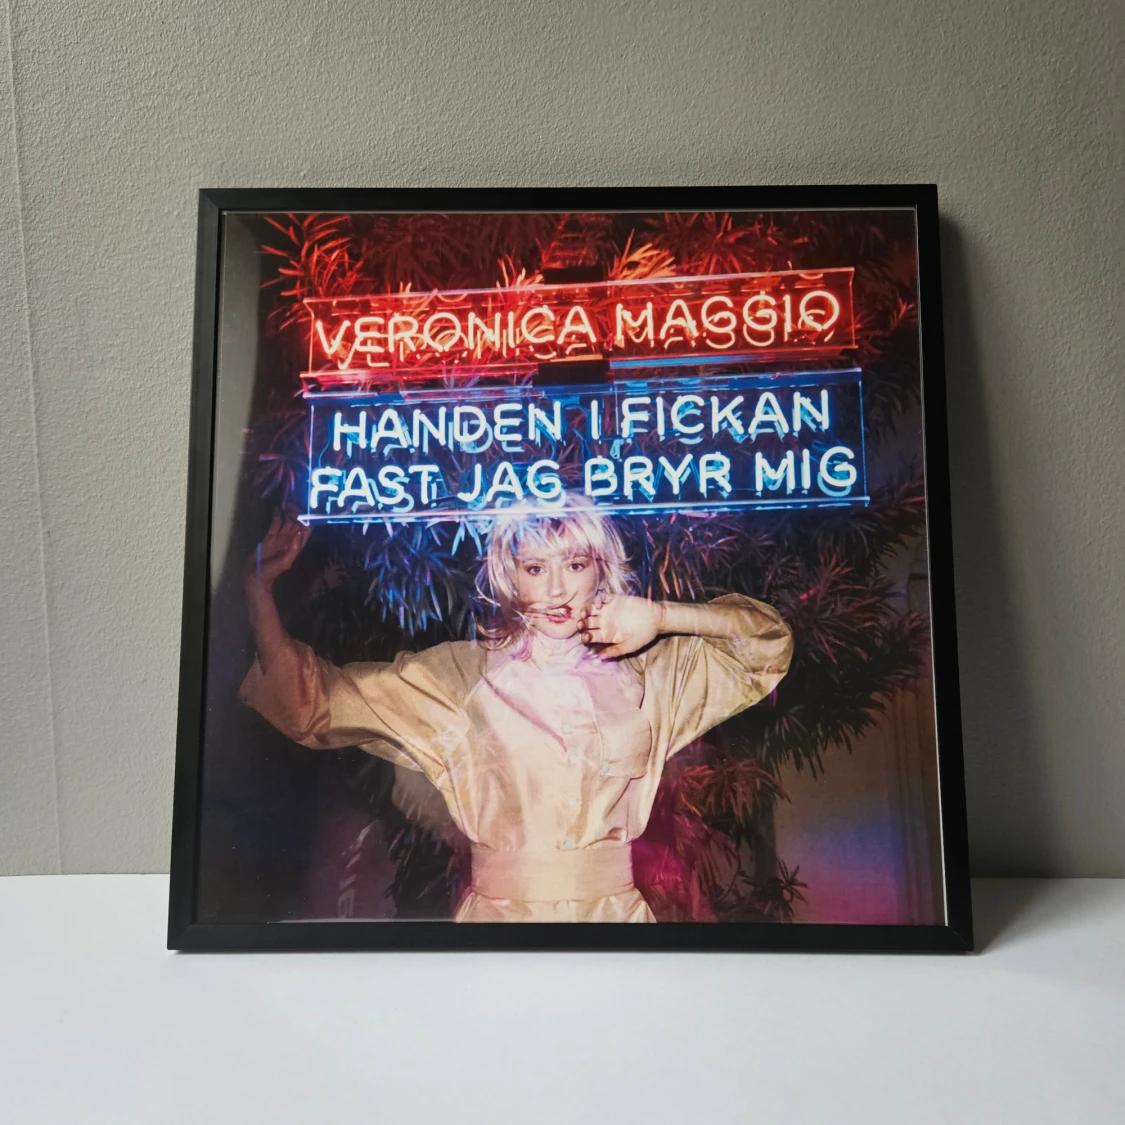 VERONICA MAGGIO
HANDEN I FICKAN
FAST JAG BRYR MIG